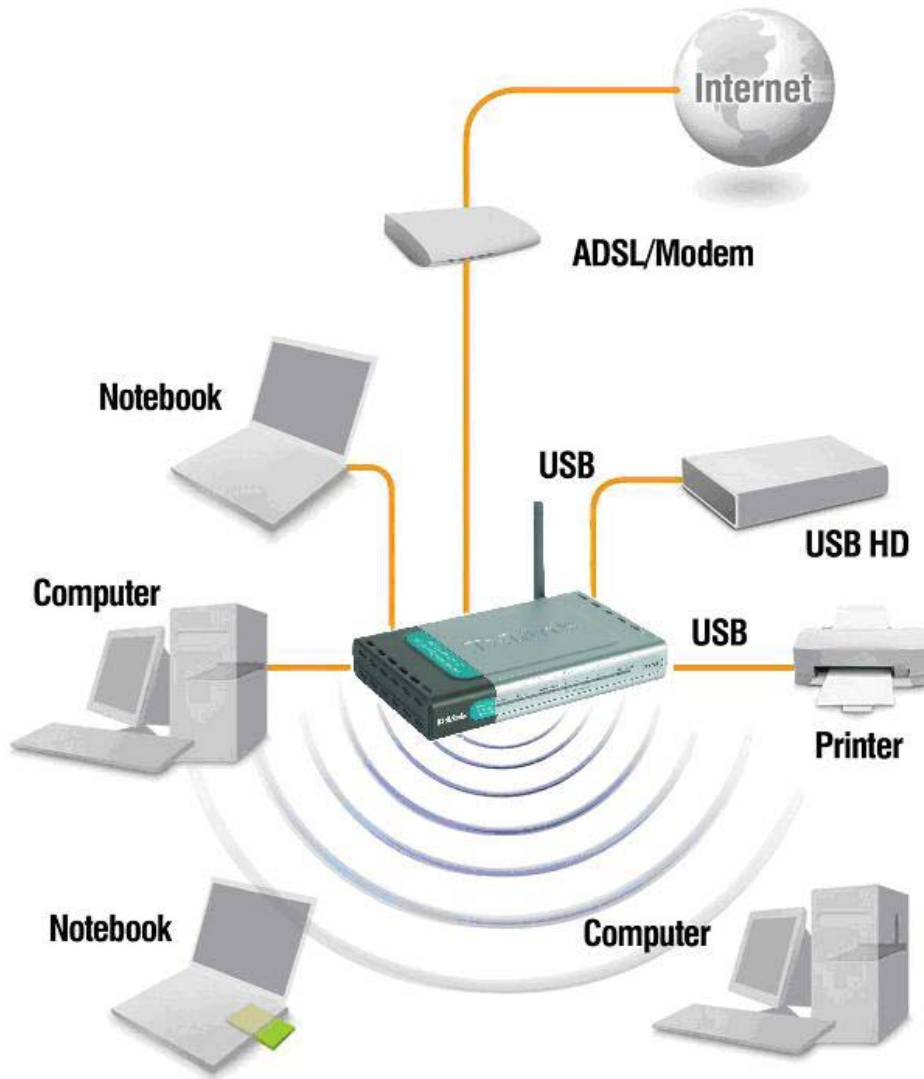 Internet
ADSL/Modem
Notebook
USB
USB HD
Computer
USB
Printer
Notebook
Computer